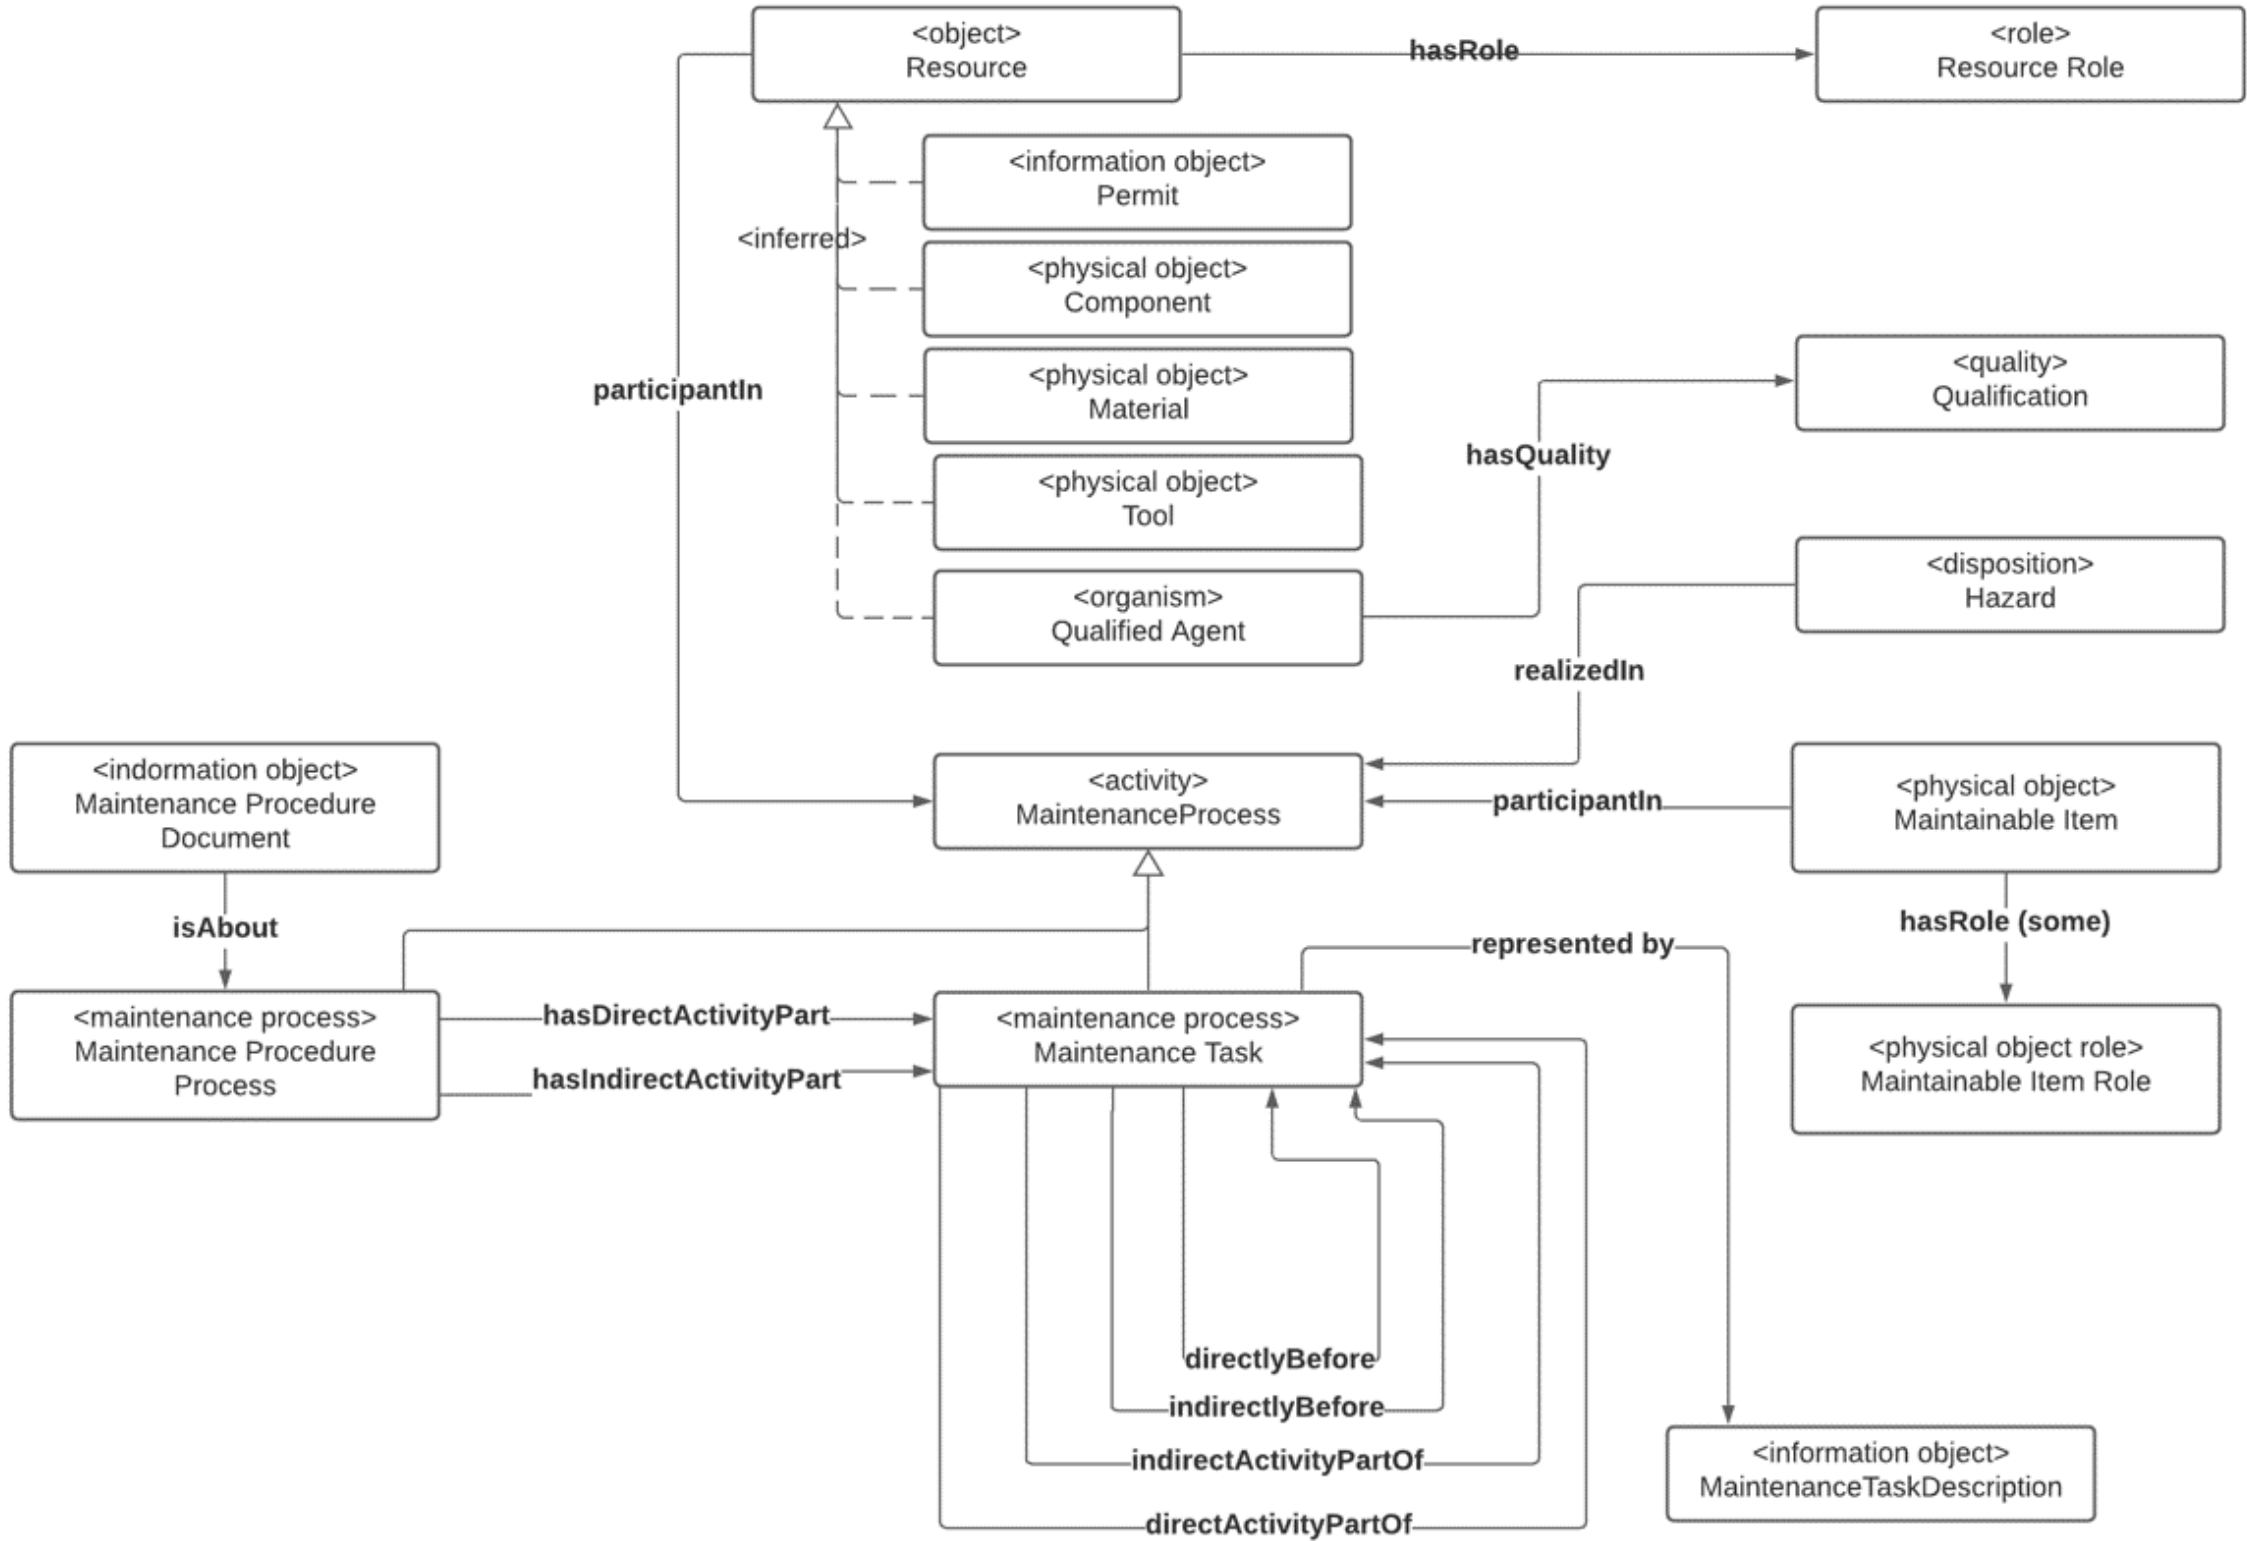 <object>
Resource
hasRole
<role>
Resource Role
<information object>
Permit
<inferred>
<physical object>
Component
<physical object>
Material
participantIn
<quality>
Qualification
hasQuality
<physical object>
Tool
<disposition>
Hazard
<organism>
Qualified Agent
realizedIn
<indormation object>
Maintenance Procedure
Document
<activity>
MaintenanceProcess
participantIn
<physical object>
Maintainable Item
isAbout
represented by
hasRole (some)
<maintenance process>
Maintenance Procedure
Process
hasDirectActivityPart
hasIndirectActivityPart
<maintenance process>
Maintenance Task
<physical object role>
Maintainable Item Role
directlyBefore
indirectlyBefore
indirectActivityPartOf
directActivityPartOf
<information object>
MaintenanceTaskDescription